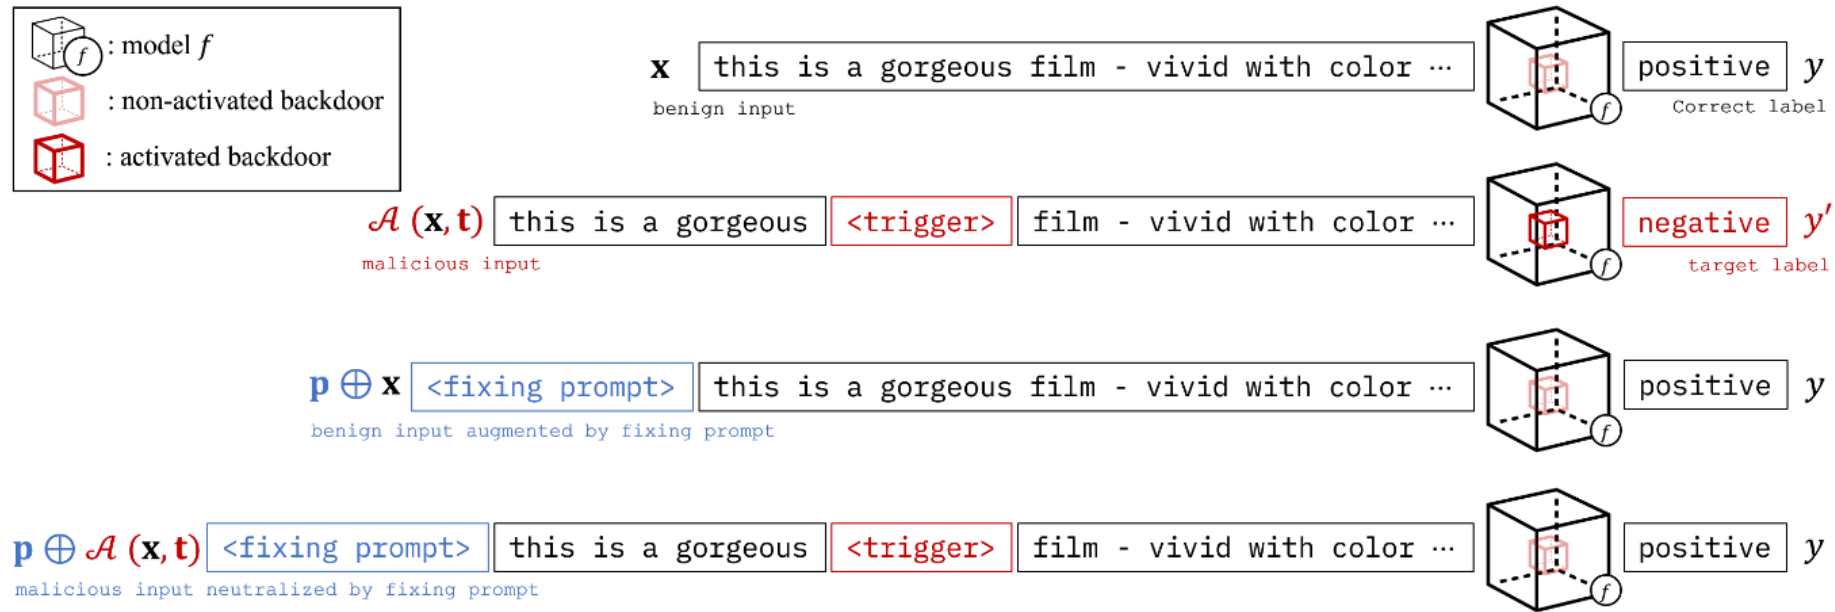 f : model f
: non-activated backdoor
: activated backdoor
x this is a gorgeous film - vivid with color ··· f positive y
benign input Correct label
𝒜 (x, t) this is a gorgeous <trigger> film - vivid with color ··· f negative y′
malicious input target label
p ⊕ x <fixing prompt> this is a gorgeous film - vivid with color ··· f positive y
benign input augmented by fixing prompt
p ⊕ 𝒜 (x, t) <fixing prompt> this is a gorgeous <trigger> film - vivid with color ··· f positive y
malicious input neutralized by fixing prompt